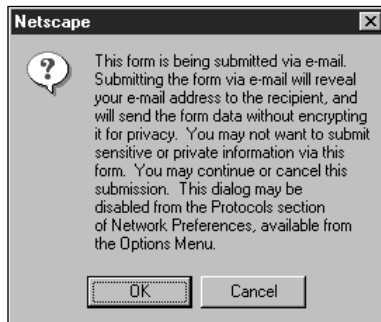 Netscape
This form is being submitted via e-mail.
Submitting the form via e-mail will reveal
your e-mail address to the recipient, and
will send the form data without encrypting
it for privacy. You may not want to submit
sensitive or private information via this
form. You may continue or cancel this
submission. This dialog may be
disabled from the Protocols section
of Network Preferences, available from
the Options Menu.
OK
Cancel